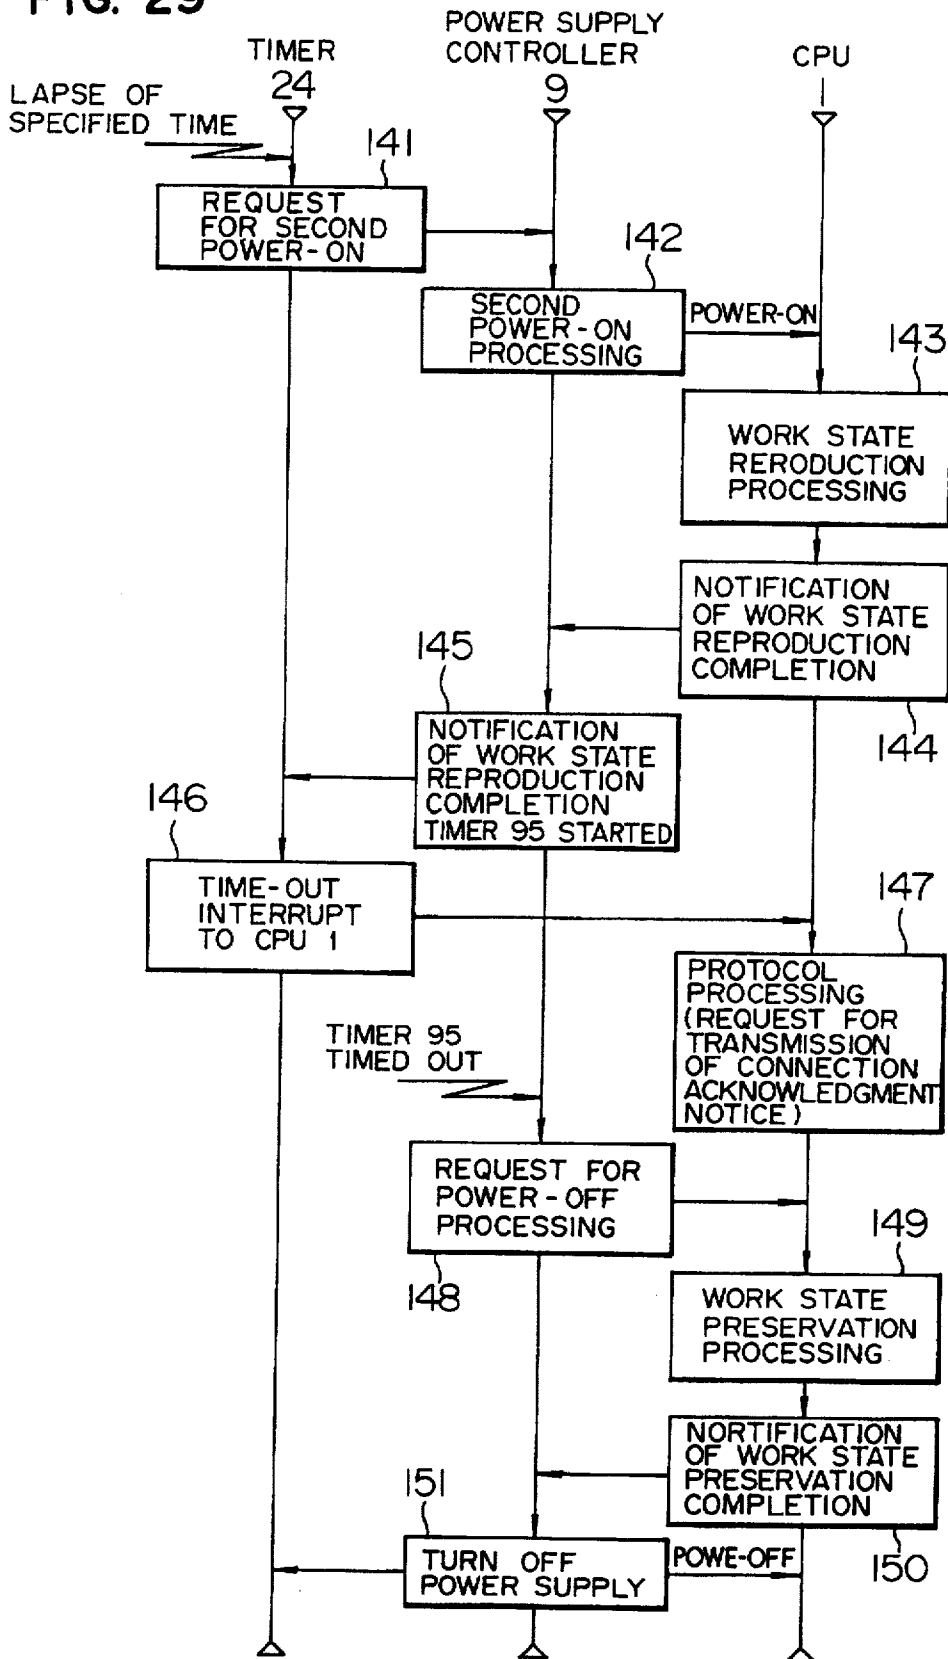 FIG. 29
TIMER
24
POWER SUPPLY
CONTROLLER
9
CPU
LAPSE OF
SPECIFIED TIME
141
REQUEST
FOR SECOND
POWER-ON
142
SECOND
POWER-ON
PROCESSING
POWER-ON
143
WORK STATE
RERODUCTION
PROCESSING
NOTIFICATION
OF WORK STATE
REPRODUCTION
COMPLETION
144
145
NOTIFICATION
OF WORK STATE
REPRODUCTION
COMPLETION
TIMER 95 STARTED
146
TIME-OUT
INTERRUPT
TO CPU 1
147
PROTOCOL
PROCESSING
(REQUEST FOR
TRANSMISSION
OF CONNECTION
ACKNOWLEDGMENT
NOTICE)
TIMER 95
TIMED OUT
REQUEST FOR
POWER-OFF
PROCESSING
148
149
WORK STATE
PRESERVATION
PROCESSING
NORTIFICATION
OF WORK STATE
PRESERVATION
COMPLETION
150
151
TURN OFF
POWER SUPPLY
POWE-OFF